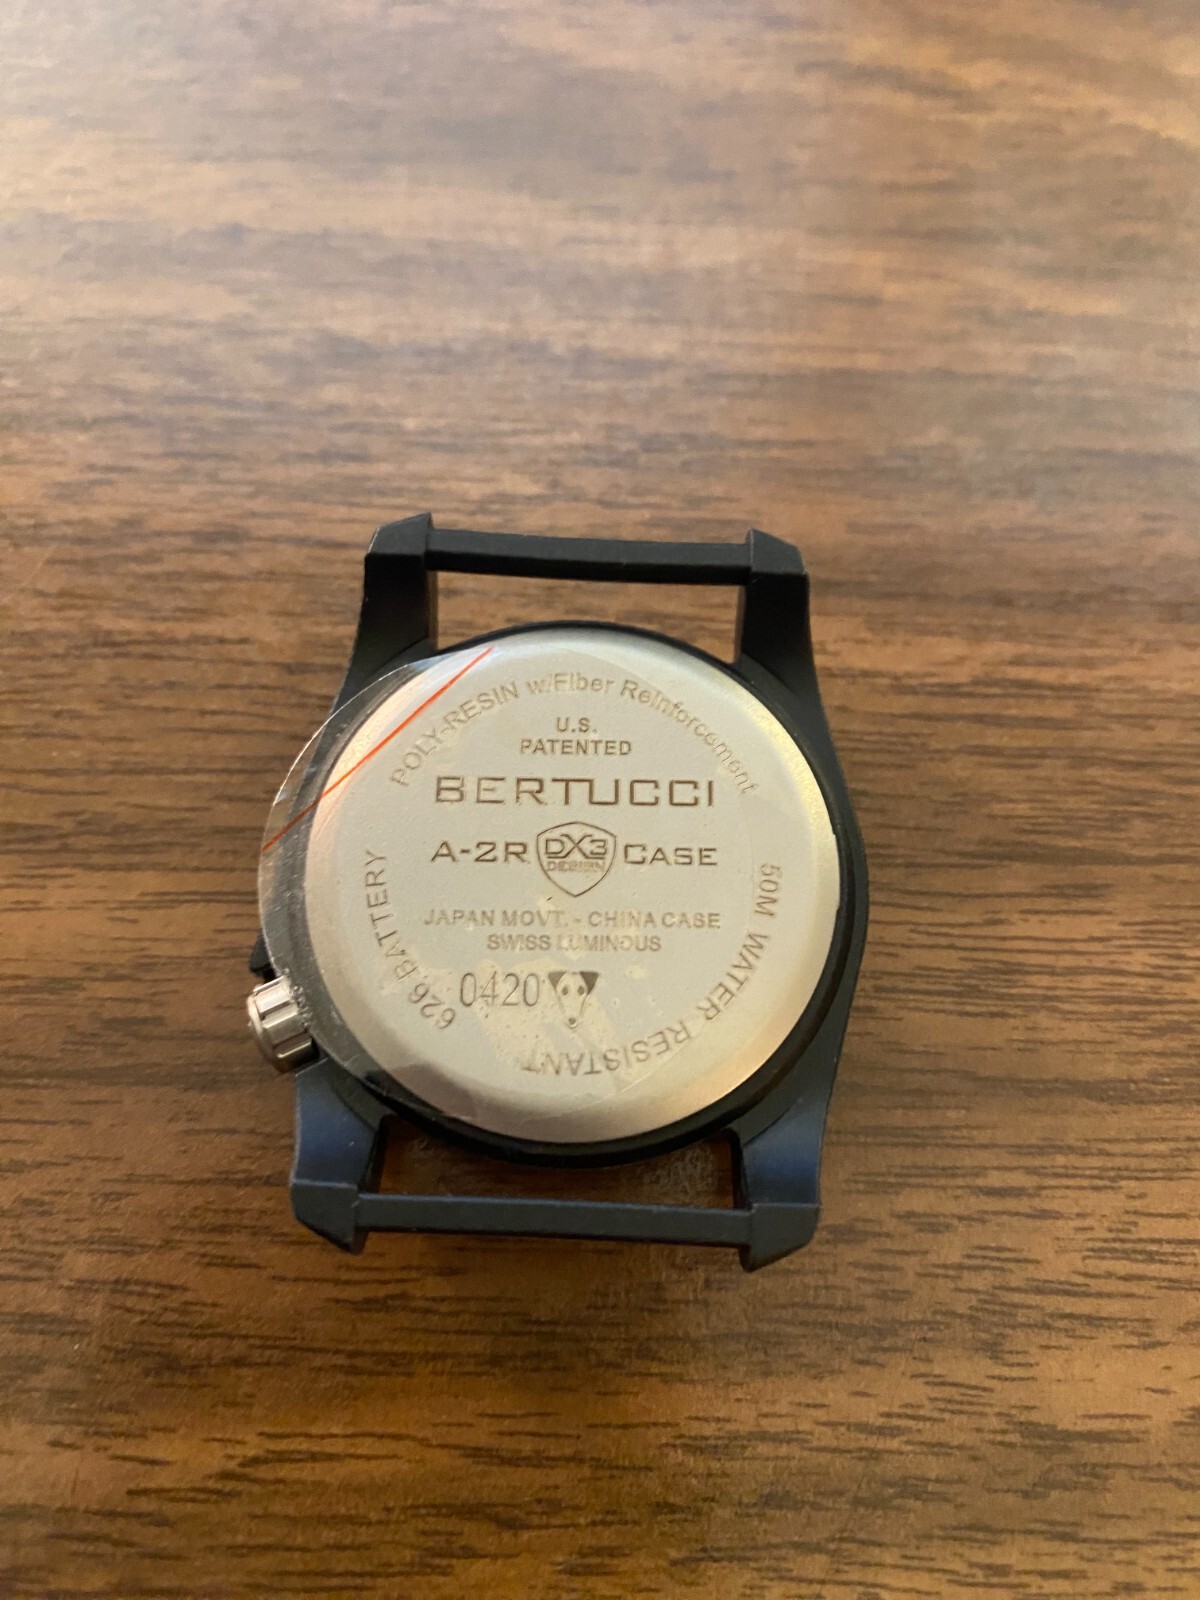 POLY-RESIN w/Fiber Reinforcement
U.S.
PATENTED
BERTUCCI
A-2R DX3 DESIGN CASE
JAPAN MOVT. - CHINA CASE
SWISS LUMINOUS
0420
626 BATTERY
50M WATER RESISTANT